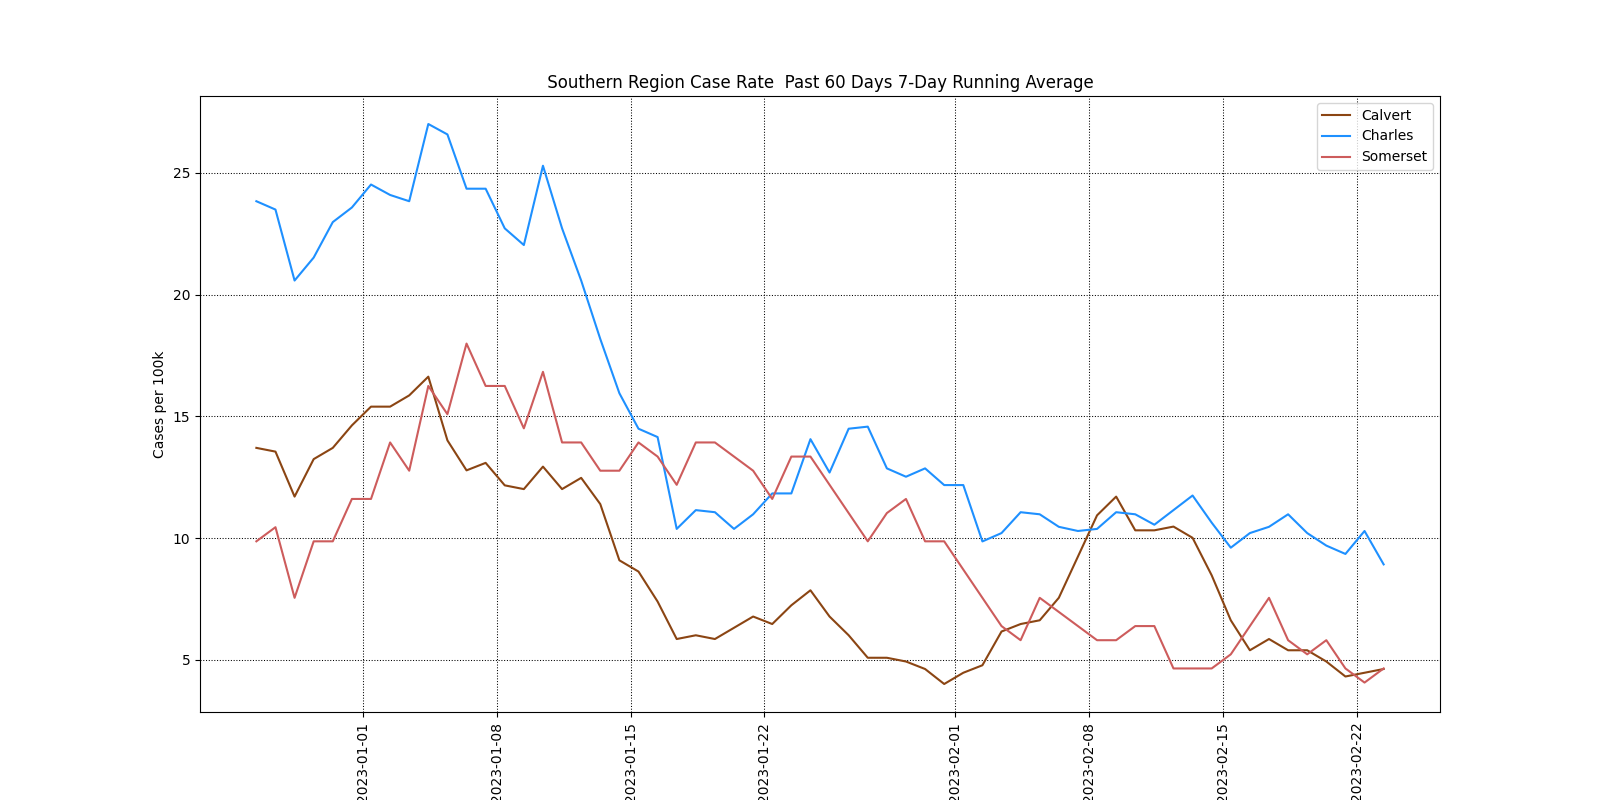 Southern Region Case Rate  Past 60 Days 7-Day Running Average
Calvert
Charles
Somerset
25
20
15
10
5
Cases per 100k
2023-01-01
2023-01-08
2023-01-15
2023-01-22
2023-02-01
2023-02-08
2023-02-15
2023-02-22